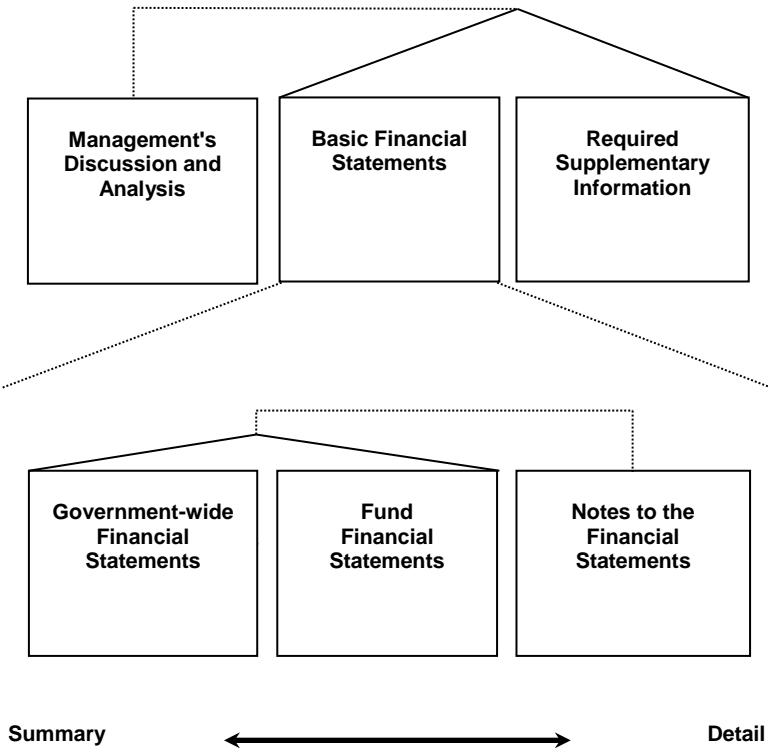 Management's
Discussion and
Analysis
Basic Financial
Statements
Required
Supplementary
Information
Government-wide
Financial
Statements
Fund
Financial
Statements
Notes to the
Financial
Statements
Summary
Detail